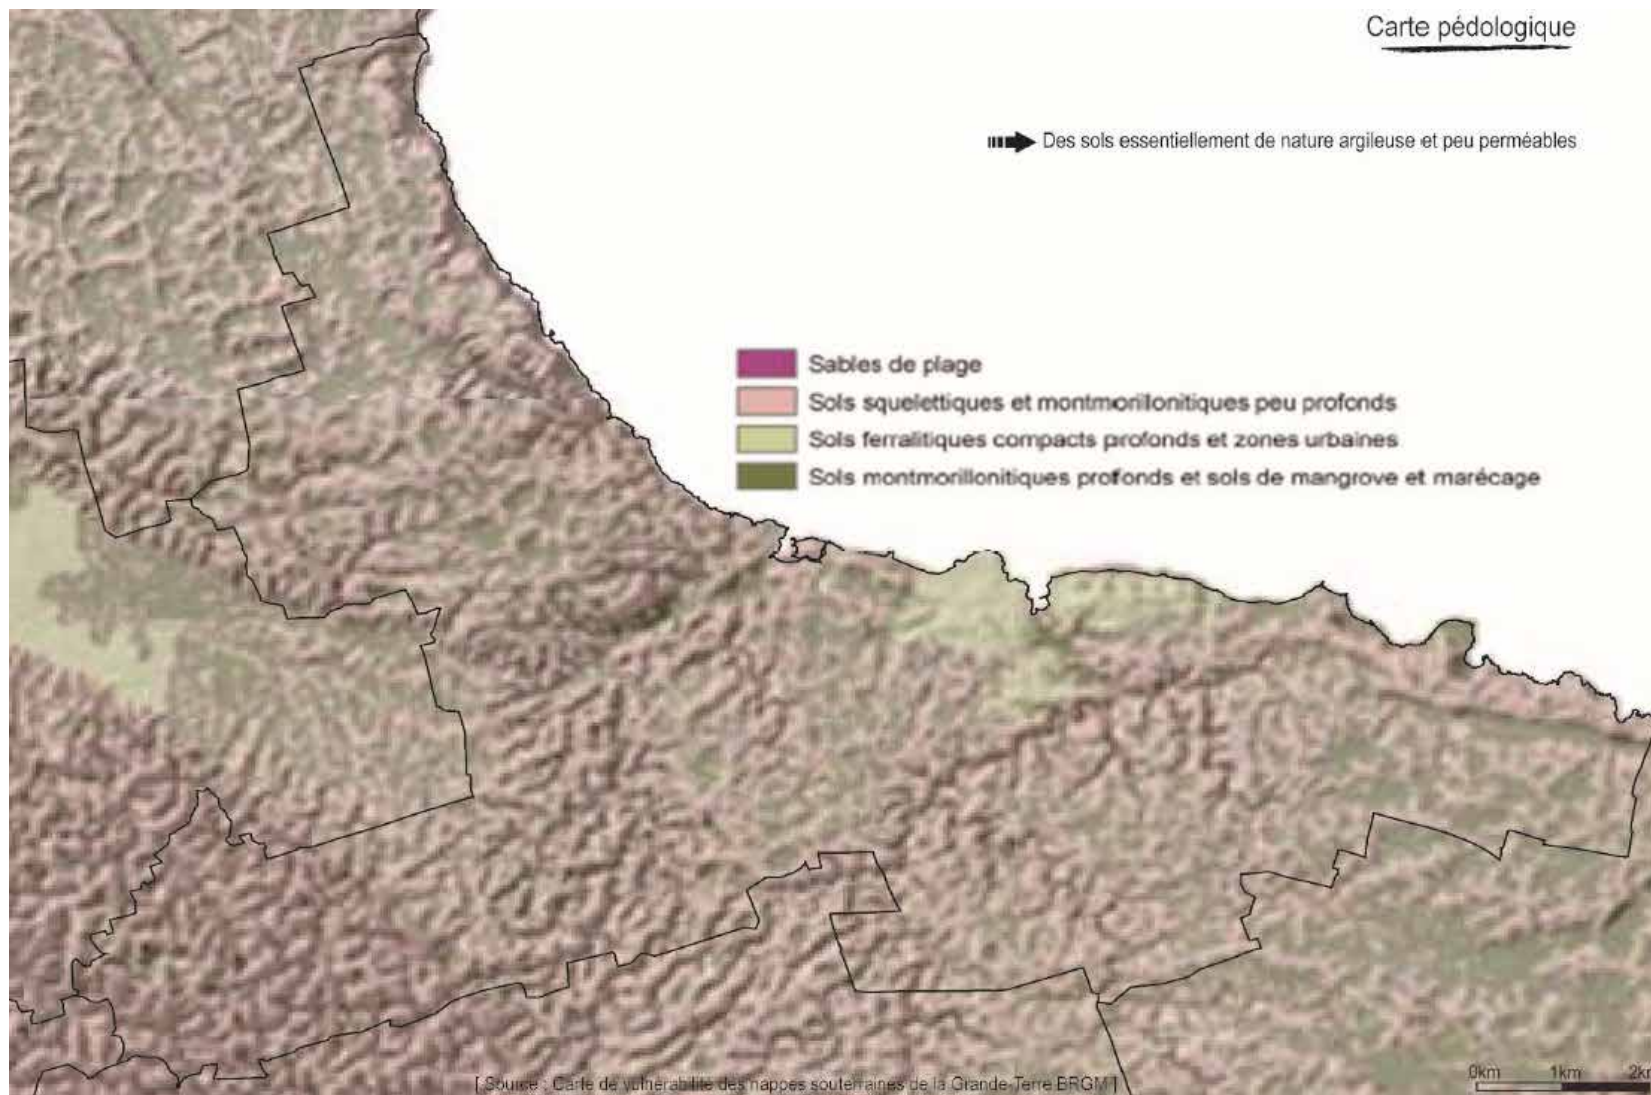 Carte pédologique
Des sols essentiellement de nature argileuse et peu perméables
Sables de plage
Sols squelettiques et montmorillonitiques peu profonds
Sols ferralitiques compacts profonds et zones urbaines
Sols montmorillonitiques profonds et sols de mangrove et marécage
[ Source : Carte de vulnérabilité des nappes souterraines de la Grande-Terre BRGM ]
0km 1km 2km